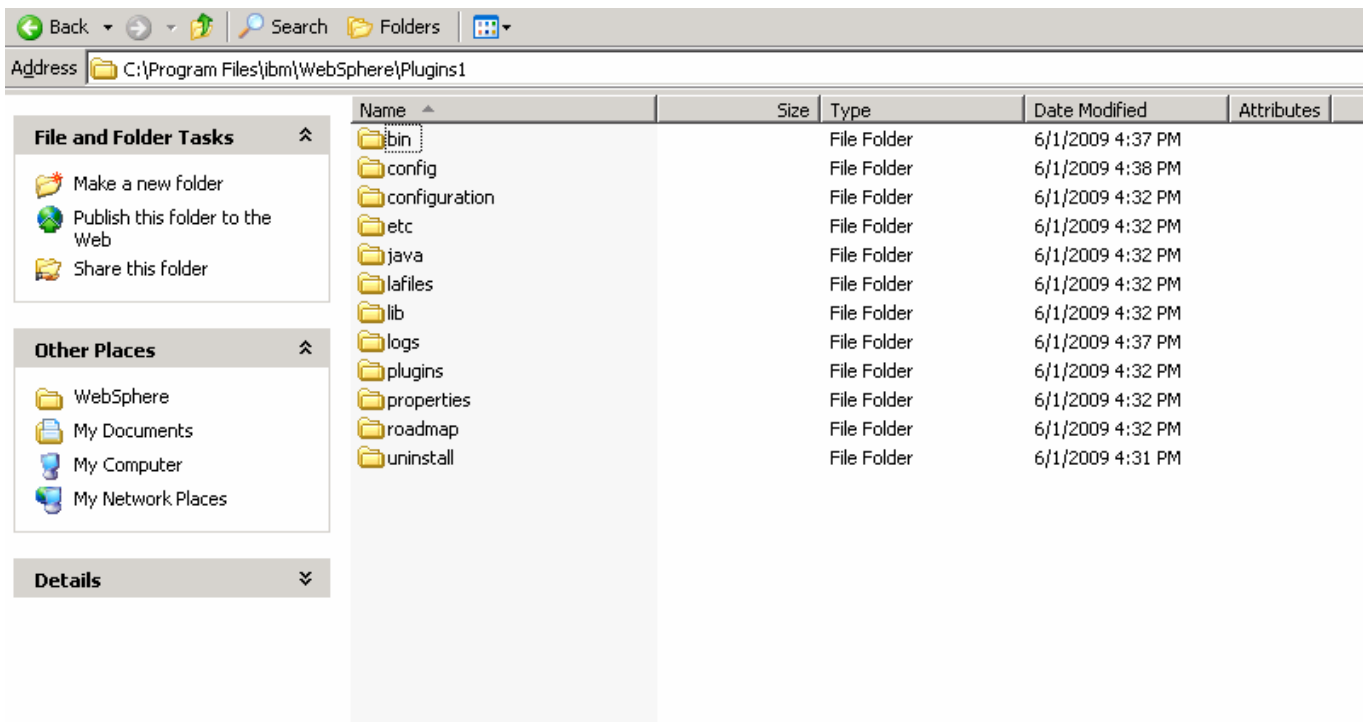 Back Search Folders
Address C:\Program Files\ibm\WebSphere\Plugins1
File and Folder Tasks
Make a new folder
Publish this folder to the
Web
Share this folder
Other Places
WebSphere
My Documents
My Computer
My Network Places
Details
Name Size Type Date Modified Attributes
bin File Folder 6/1/2009 4:37 PM
config File Folder 6/1/2009 4:38 PM
configuration File Folder 6/1/2009 4:32 PM
etc File Folder 6/1/2009 4:32 PM
java File Folder 6/1/2009 4:32 PM
lafiles File Folder 6/1/2009 4:32 PM
lib File Folder 6/1/2009 4:32 PM
logs File Folder 6/1/2009 4:37 PM
plugins File Folder 6/1/2009 4:32 PM
properties File Folder 6/1/2009 4:32 PM
roadmap File Folder 6/1/2009 4:32 PM
uninstall File Folder 6/1/2009 4:31 PM